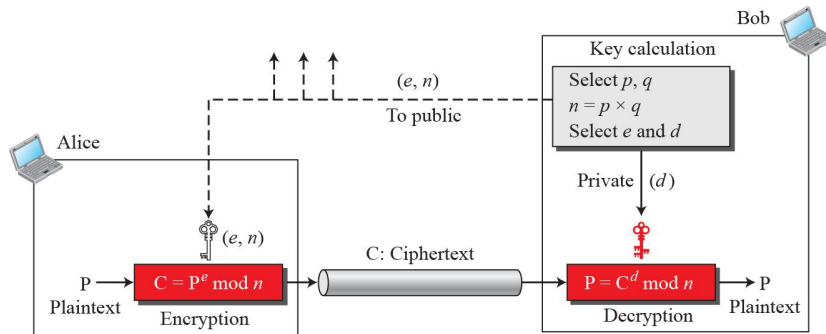 Bob
Key calculation
Select p, q
n = p × q
Select e and d
(e, n)
To public
Alice
Private (d)
(e, n)
C: Ciphertext
P
Plaintext
C = P^e mod n
Encryption
P = C^d mod n
Decryption
P
Plaintext